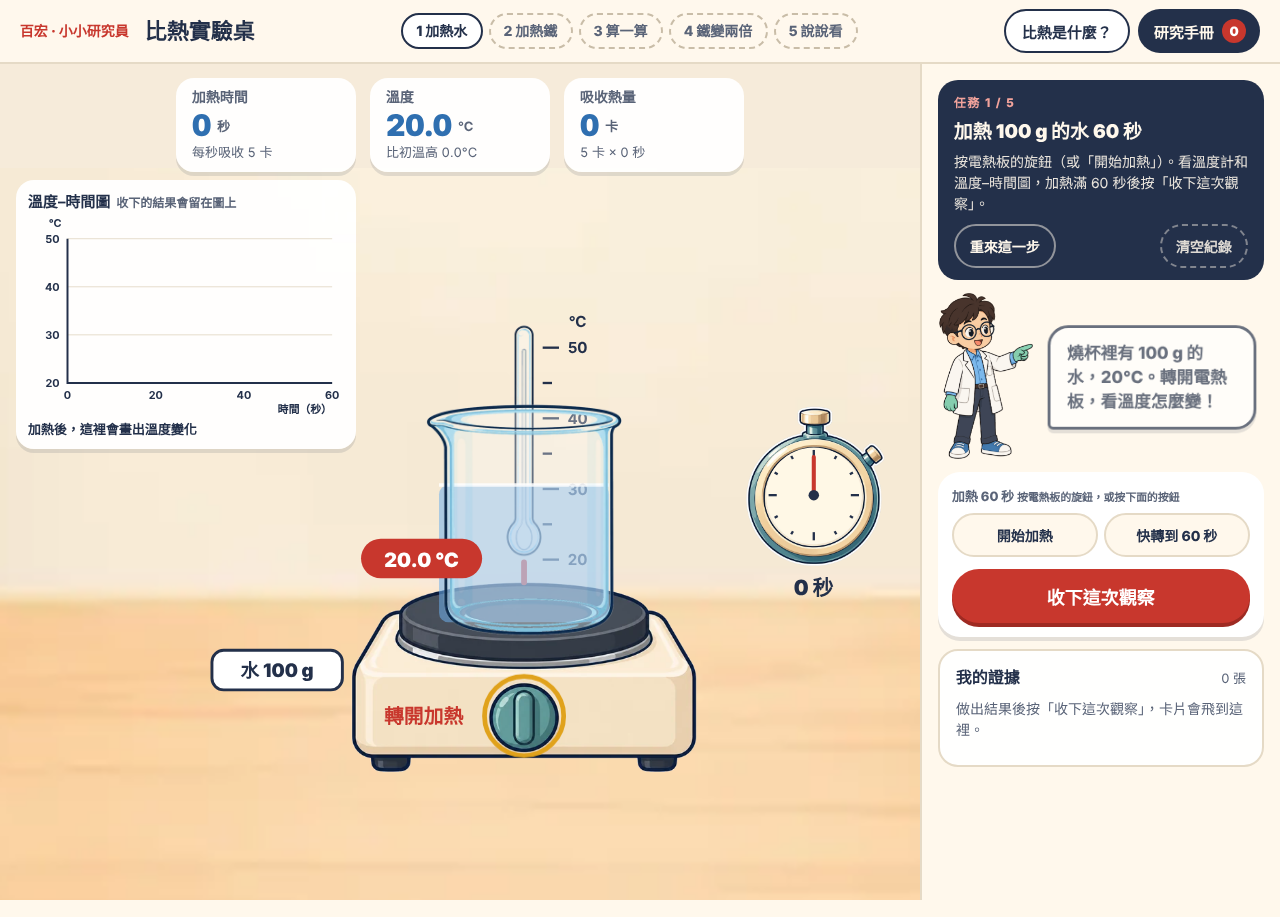 百宏 · 小小研究員 比熱實驗桌
1 加熱水
2 加熱鐵
3 算一算
4 鐵變兩倍
5 說說看
比熱是什麼？
研究手冊 0
加熱時間
0 秒
每秒吸收 5 卡
溫度
20.0 °C
比初溫高 0.0°C
吸收熱量
0 卡
5 卡 × 0 秒
溫度–時間圖 收下的結果會留在圖上
°C
50
40
30
20
0 20 40 60
時間（秒）
加熱後，這裡會畫出溫度變化
°C
50
40
30
20
20.0 °C
水 100 g
轉開加熱
0 秒
任務 1 / 5
加熱 100 g 的水 60 秒
按電熱板的旋鈕（或「開始加熱」）。看溫度計和
溫度–時間圖，加熱滿 60 秒後按「收下這次觀
察」。
重來這一步
清空紀錄
燒杯裡有 100 g 的
水，20°C。轉開電熱
板，看溫度怎麼變！
加熱 60 秒 按電熱板的旋鈕，或按下面的按鈕
開始加熱
快轉到 60 秒
收下這次觀察
我的證據 0 張
做出結果後按「收下這次觀察」，卡片會飛到這
裡。